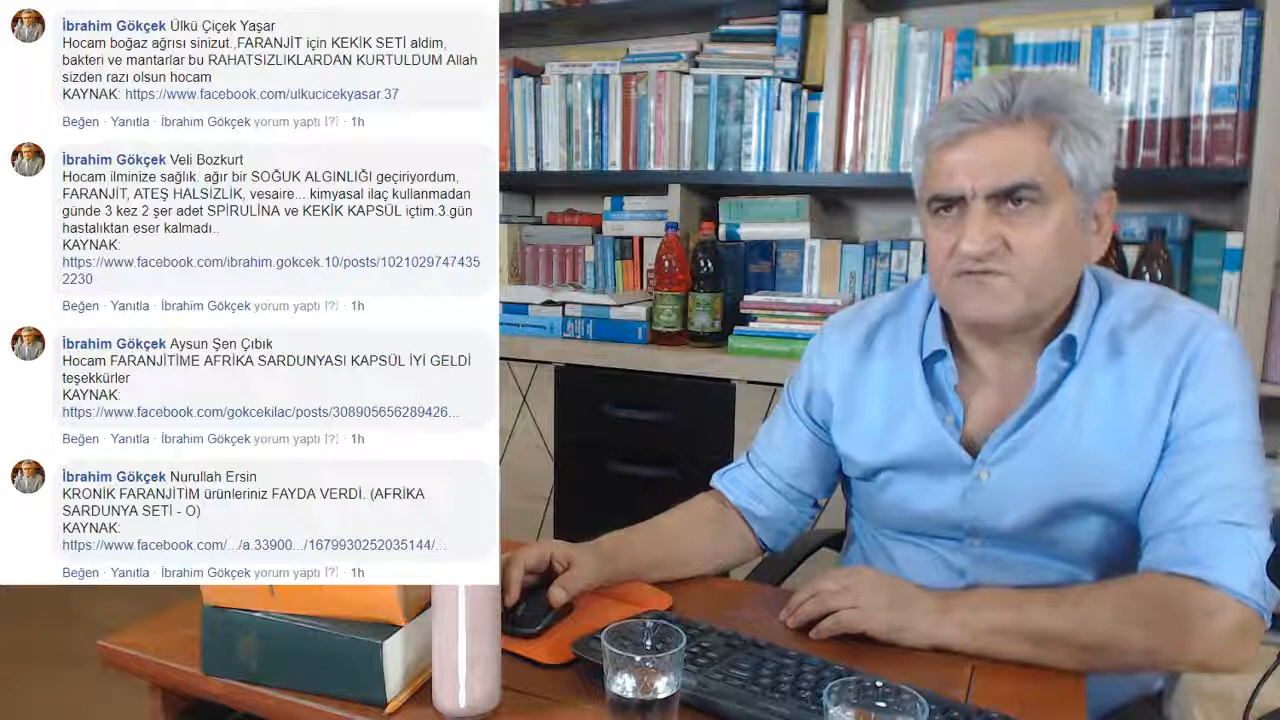 İbrahim Gökçek Ülkü Çiçek Yaşar
Hocam boğaz ağrısı sinizut.,FARANJİT için KEKİK SETİ aldim,
bakteri ve mantarlar bu RAHATSIZLIKLARDAN KURTULDUM Allah
sizden razı olsun hocam
KAYNAK: https://www.facebook.com/ulkucicekyasar.37
Beğen · Yanıtla · İbrahim Gökçek yorum yaptı [?] · 1h
İbrahim Gökçek Veli Bozkurt
Hocam ilminize sağlık. ağır bir SOĞUK ALGINLIĞI geçiriyordum,
FARANJİT, ATEŞ HALSİZLİK, vesaire... kimyasal ilaç kullanmadan
günde 3 kez 2 şer adet SPİRULİNA ve KEKİK KAPSÜL içtim.3.gün
hastalıktan eser kalmadı..
KAYNAK:
https://www.facebook.com/ibrahim.gokcek.10/posts/1021029747435
2230
Beğen · Yanıtla · İbrahim Gökçek yorum yaptı [?] · 1h
İbrahim Gökçek Aysun Şen Çıbık
Hocam FARANJİTİME AFRİKA SARDUNYASI KAPSÜL İYİ GELDİ
teşekkürler
KAYNAK:
https://www.facebook.com/gokcekilac/posts/308905656289426...
Beğen · Yanıtla · İbrahim Gökçek yorum yaptı [?] · 1h
İbrahim Gökçek Nurullah Ersin
KRONİK FARANJİTİM ürünleriniz FAYDA VERDİ. (AFRİKA
SARDUNYA SETİ - O)
KAYNAK:
https://www.facebook.com/.../a.33900.../1679930252035144/...
Beğen · Yanıtla · İbrahim Gökçek yorum yaptı [?] · 1h